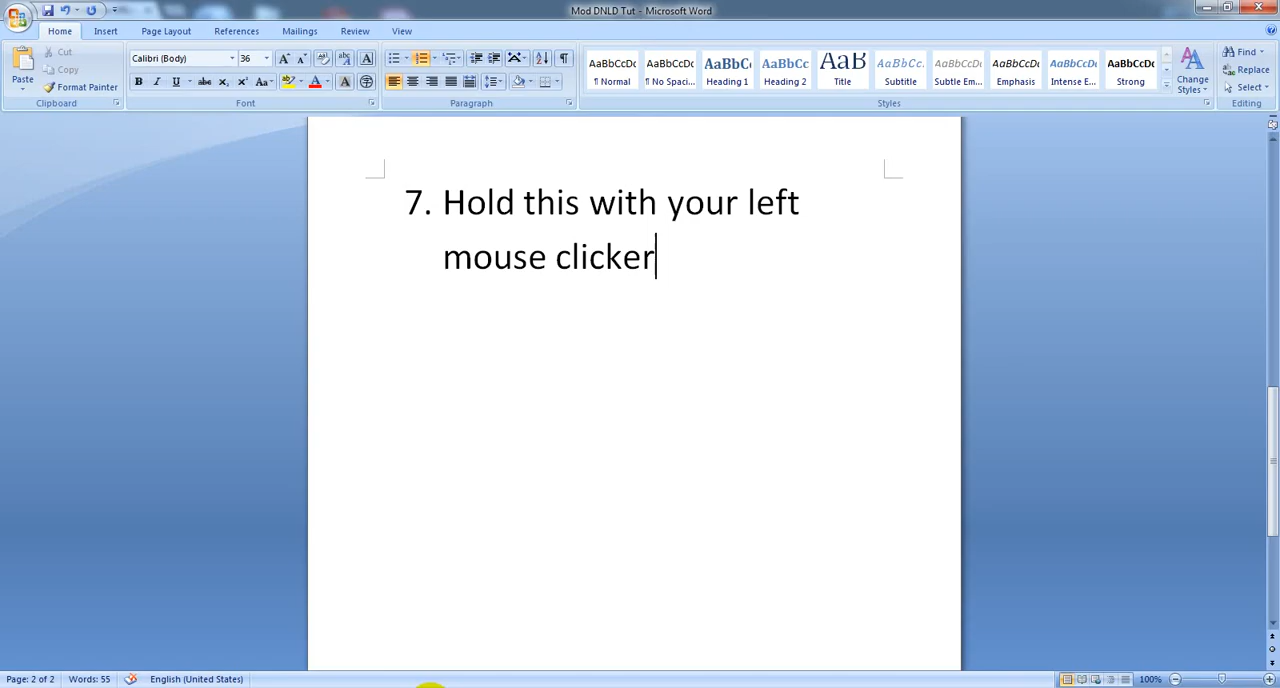 Mod DNLD Tut - Microsoft Word
Home Insert Page Layout References Mailings Review View
Paste
Cut
Copy
Format Painter
Clipboard
Calibri (Body) 36
Font
Paragraph
AaBbCcDc AaBbCcDc AaBbC AaBbCc AaB AaBbCc. AaBbCcDc AaBbCcDc AaBbCcDc AaBbCcDc
¶ Normal ¶ No Spaci... Heading 1 Heading 2 Title Subtitle Subtle Em... Emphasis Intense E... Strong
Change
Styles
Styles
Find
Replace
Select
Editing
7. Hold this with your left
mouse clicker
Page: 2 of 2 Words: 55 English (United States) 100%